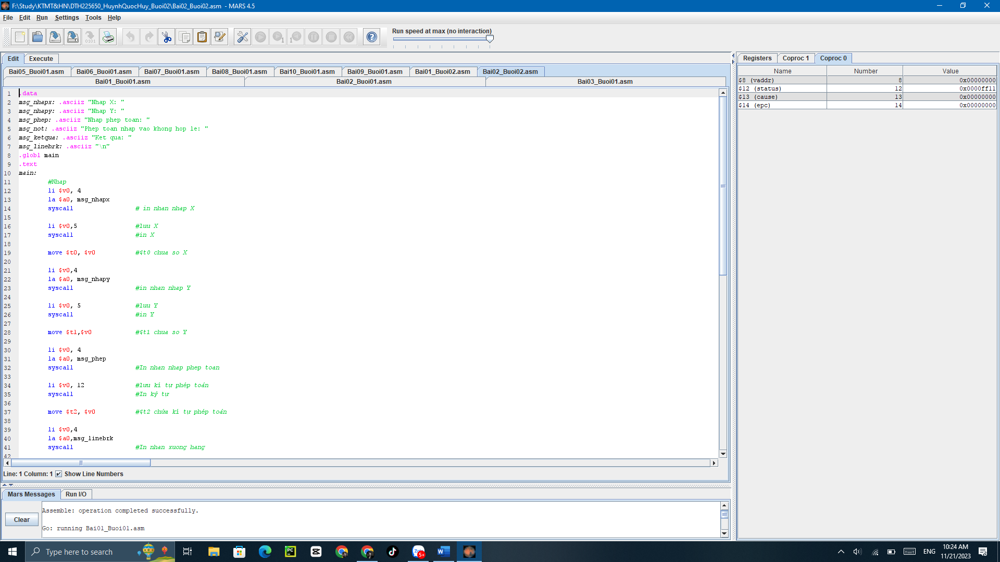 F:\Study\KTMT&HN\DTH225650_HuynhQuocHuy_Buoi02\Bai02_Buoi02.asm - MARS 4.5
File Edit Run Settings Tools Help
Run speed at max (no interaction)
Edit Execute
Bai05_Buoi01.asm Bai06_Buoi01.asm Bai07_Buoi01.asm Bai08_Buoi01.asm Bai10_Buoi01.asm Bai09_Buoi01.asm Bai01_Buoi02.asm Bai02_Buoi02.asm
Bai01_Buoi01.asm Bai02_Buoi01.asm Bai03_Buoi01.asm
1 .data
2 msg_nhapx: .asciiz "Nhap X: "
3 msg_nhapy: .asciiz "Nhap Y: "
4 msg_phep: .asciiz "Nhap phep toan: "
5 msg_not: .asciiz "Phep toan nhap vao khong hop le: "
6 msg_ketqua: .asciiz "Ket qua: "
7 msg_linebrk: .asciiz "\n"
8 .globl main
9 .text
10 main:
11 #Nhap
12 li $v0, 4
13 la $a0, msg_nhapx
14 syscall # in nhan nhap X
15
16 li $v0,5 #luu X
17 syscall #in X
18
19 move $t0, $v0 #$t0 chua so X
20
21 li $v0,4
22 la $a0, msg_nhapy
23 syscall #in nhan nhap Y
24
25 li $v0, 5 #luu Y
26 syscall #in Y
27
28 move $t1,$v0 #$t1 chua so Y
29
30 li $v0, 4
31 la $a0, msg_phep
32 syscall #In nhan nhap phep toan
33
34 li $v0, 12 #lưu kí tự phép toán
35 syscall #In ký tự
36
37 move $t2, $v0 #$t2 chứa kí tự phép toán
38
39 li $v0,4
40 la $a0,msg_linebrk
41 syscall #In nhan xuong hang
42
Line: 1 Column: 1 Show Line Numbers
Mars Messages Run I/O
Clear
Assemble: operation completed successfully.
Go: running Bai01_Buoi01.asm
Registers Coproc 1 Coproc 0
Name Number Value
$8 (vaddr) 8 0x00000000
$12 (status) 12 0x0000ff11
$13 (cause) 13 0x00000000
$14 (epc) 14 0x00000000
Type here to search
PC
Zalo
5+
W
ENG
10:24 AM
11/21/2023